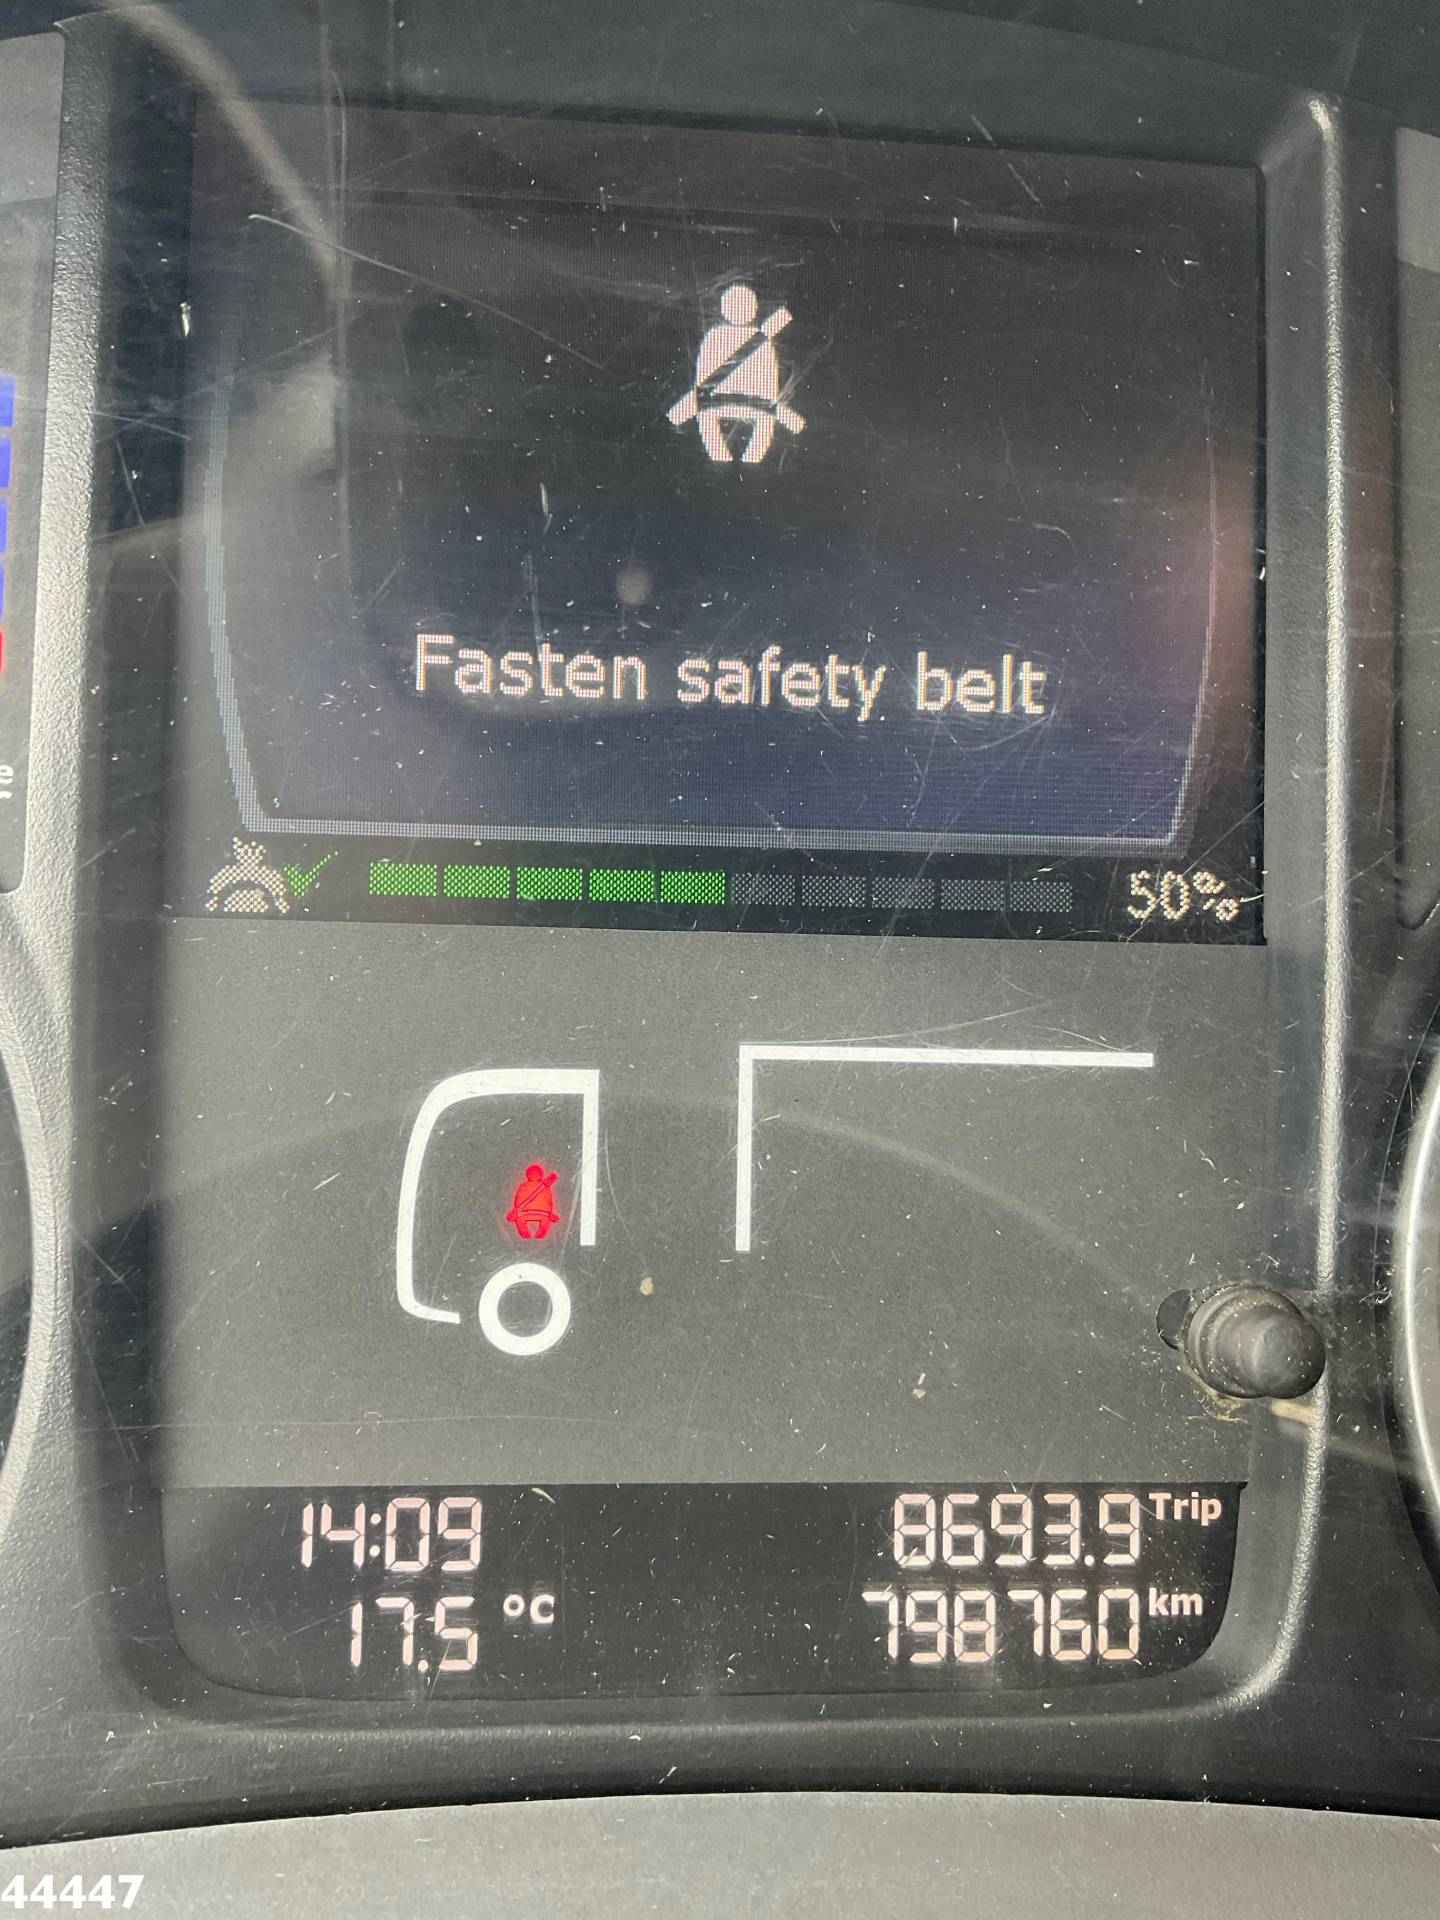 Fasten safety belt
50%
14:09
8693.9 Trip
17.5 °C
798760 km
44447